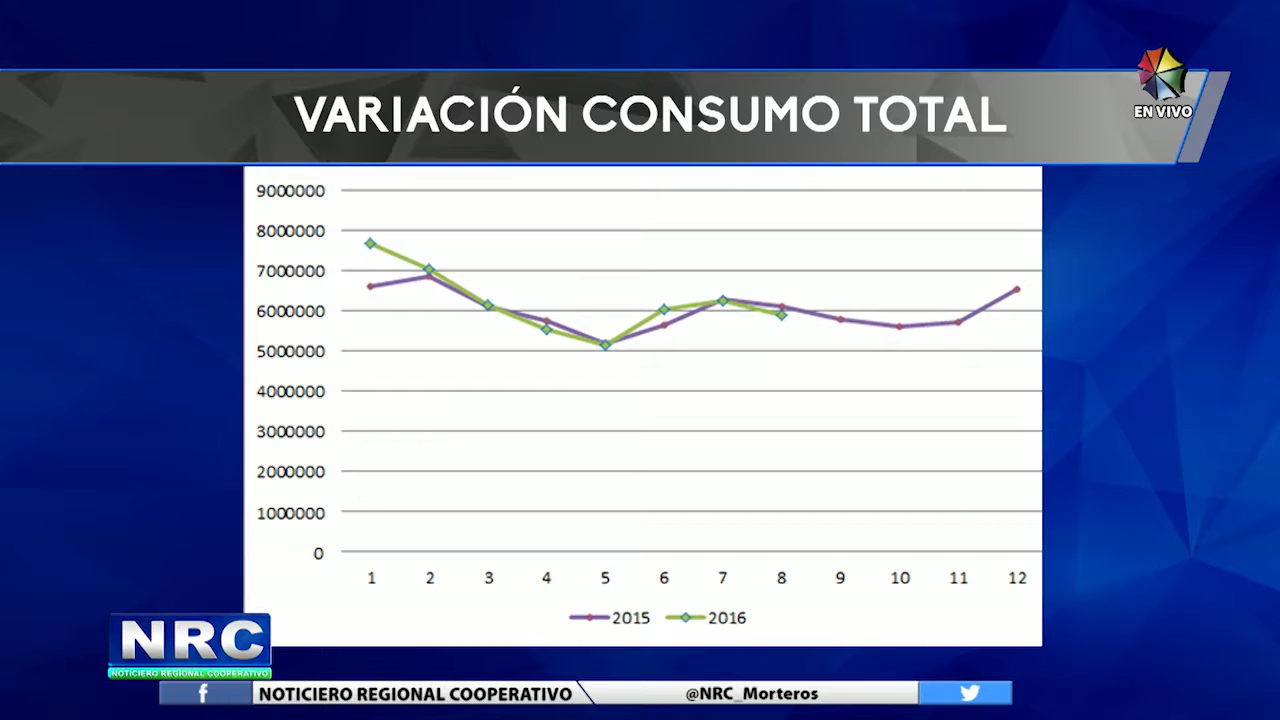 VARIACIÓN CONSUMO TOTAL
EN VIVO
9000000
8000000
7000000
6000000
5000000
4000000
3000000
2000000
1000000
0
1 2 3 4 5 6 7 8 9 10 11 12
2015 2016
NRC
NOTICIERO REGIONAL COOPERATIVO
f NOTICIERO REGIONAL COOPERATIVO @NRC_Morteros